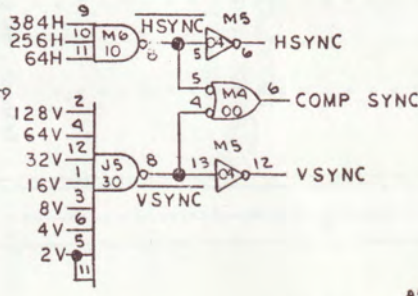 384H 9 M6 10 HSYNC M5
256H 10 8 5 04 6 HSYNC
64H 11
5 M4 6 COMP SYNC
4 00
128V 2
64V 4
32V 12 J5 8 13 M5 12 VSYNC
16V 1 30 04
VSYNC
8V 3
4V 6
2V 5
11